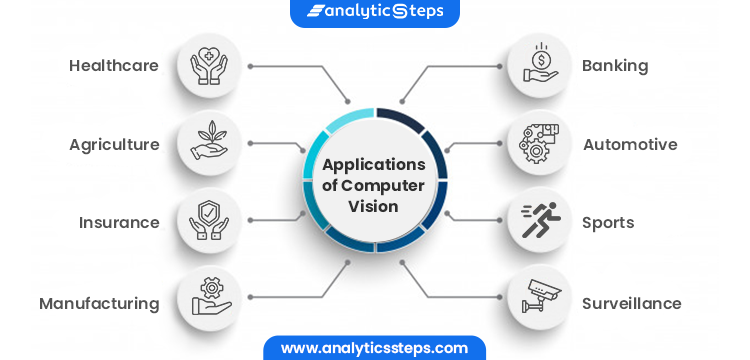 analyticSteps
Healthcare
Banking
Agriculture
Automotive
Applications
of Computer
Vision
Insurance
Sports
Manufacturing
Surveillance
www.analyticssteps.com